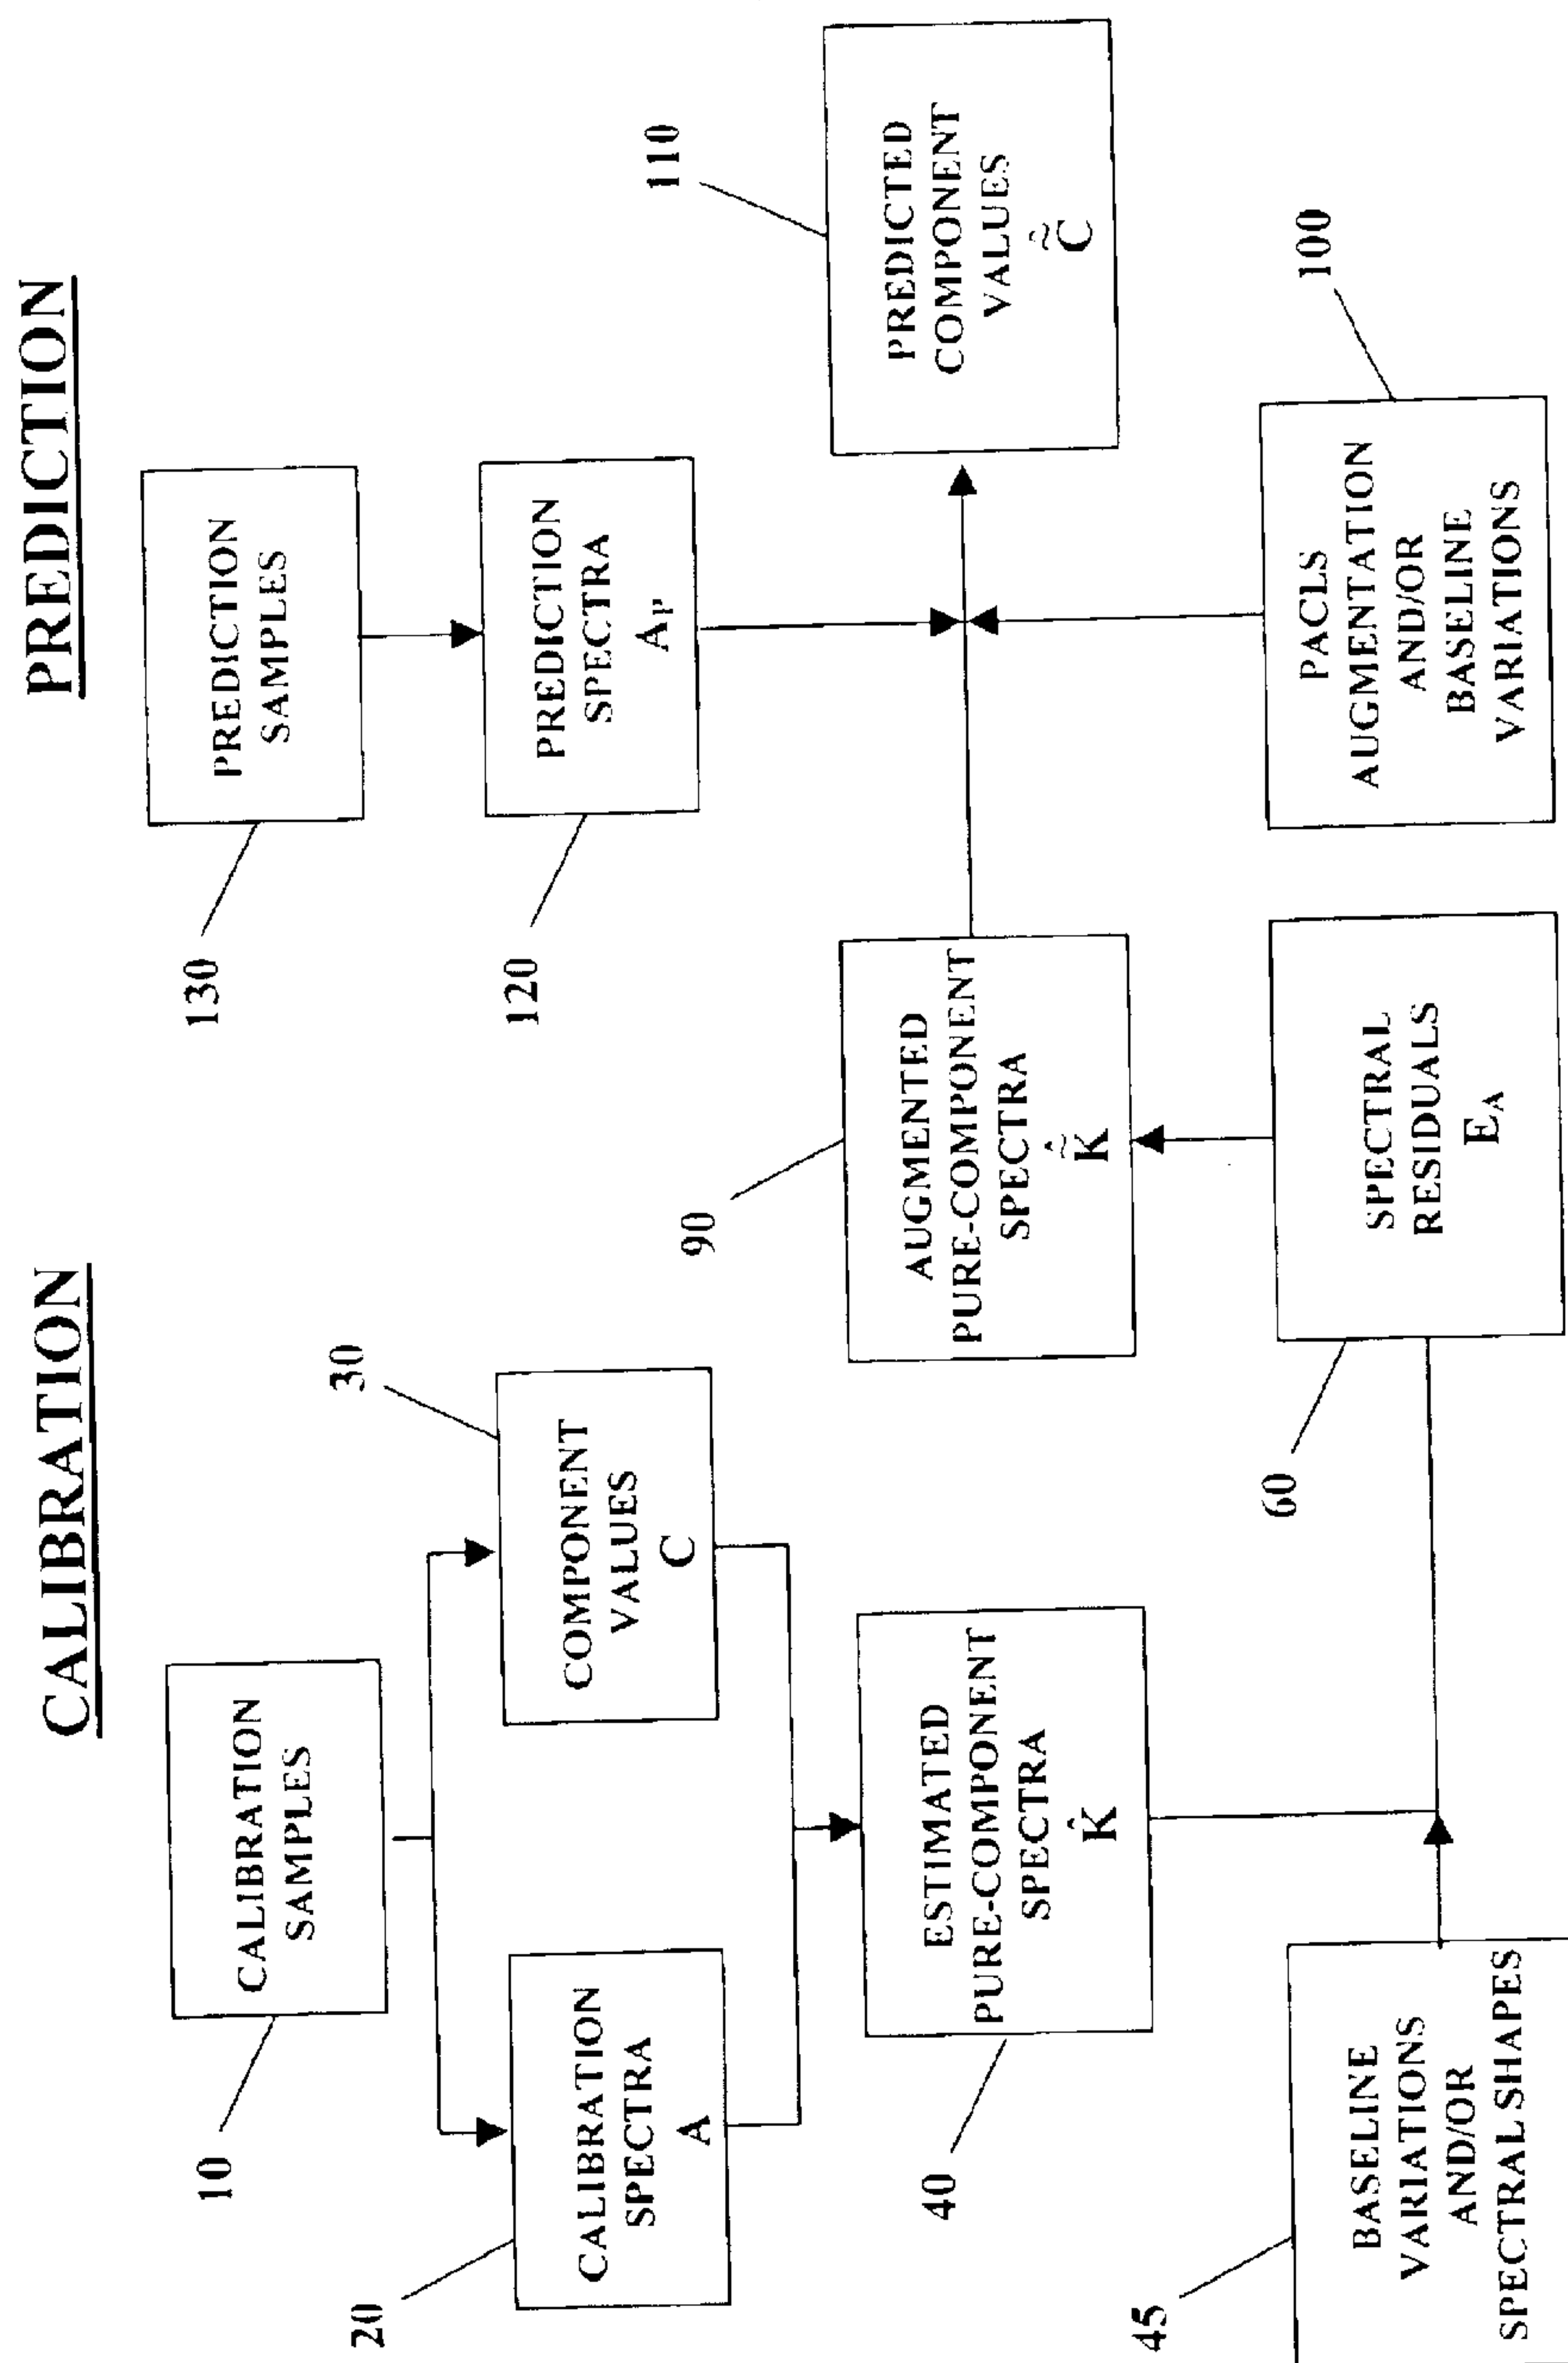 CALIBRATION
10
CALIBRATION
SAMPLES
20
CALIBRATION
SPECTRA
A
30
COMPONENT
VALUES
C
40
ESTIMATED
PURE-COMPONENT
SPECTRA
K̂
45
BASELINE
VARIATIONS
AND/OR
SPECTRAL SHAPES
60
SPECTRAL
RESIDUALS
E_A
90
AUGMENTED
PURE-COMPONENT
SPECTRA
K̃̂
PREDICTION
130
PREDICTION
SAMPLES
120
PREDICTION
SPECTRA
A_P
110
PREDICTED
COMPONENT
VALUES
C̃̂
100
PACLS
AUGMENTATION
AND/OR
BASELINE
VARIATIONS